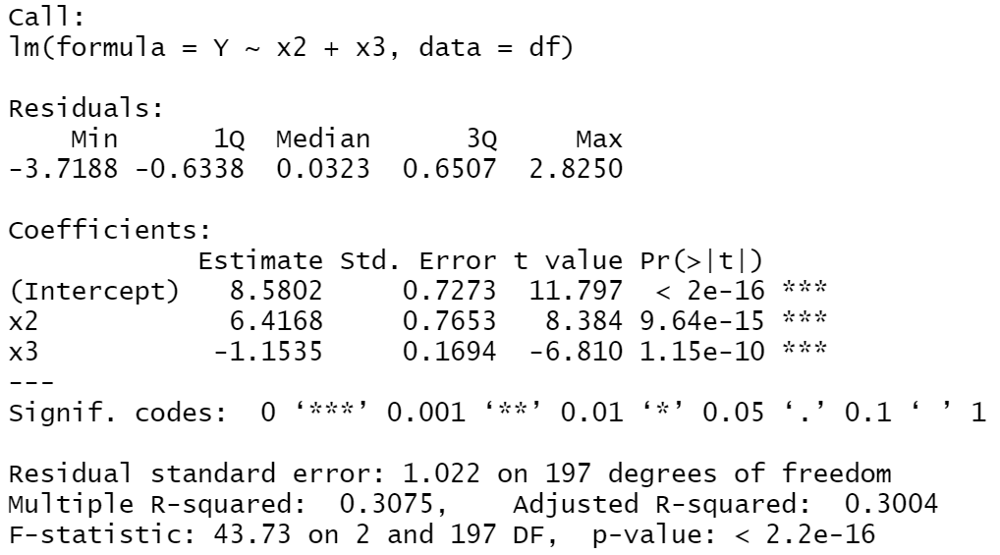 Call:
lm(formula = Y ~ x2 + x3, data = df)
Residuals:
    Min      1Q  Median      3Q     Max
-3.7188 -0.6338  0.0323  0.6507  2.8250
Coefficients:
            Estimate Std. Error t value Pr(>|t|)
(Intercept)   8.5802     0.7273  11.797  < 2e-16 ***
x2            6.4168     0.7653   8.384 9.64e-15 ***
x3           -1.1535     0.1694  -6.810 1.15e-10 ***
---
Signif. codes:  0 ‘***’ 0.001 ‘**’ 0.01 ‘*’ 0.05 ‘.’ 0.1 ‘ ’ 1
Residual standard error: 1.022 on 197 degrees of freedom
Multiple R-squared:  0.3075,	Adjusted R-squared:  0.3004
F-statistic: 43.73 on 2 and 197 DF,  p-value: < 2.2e-16